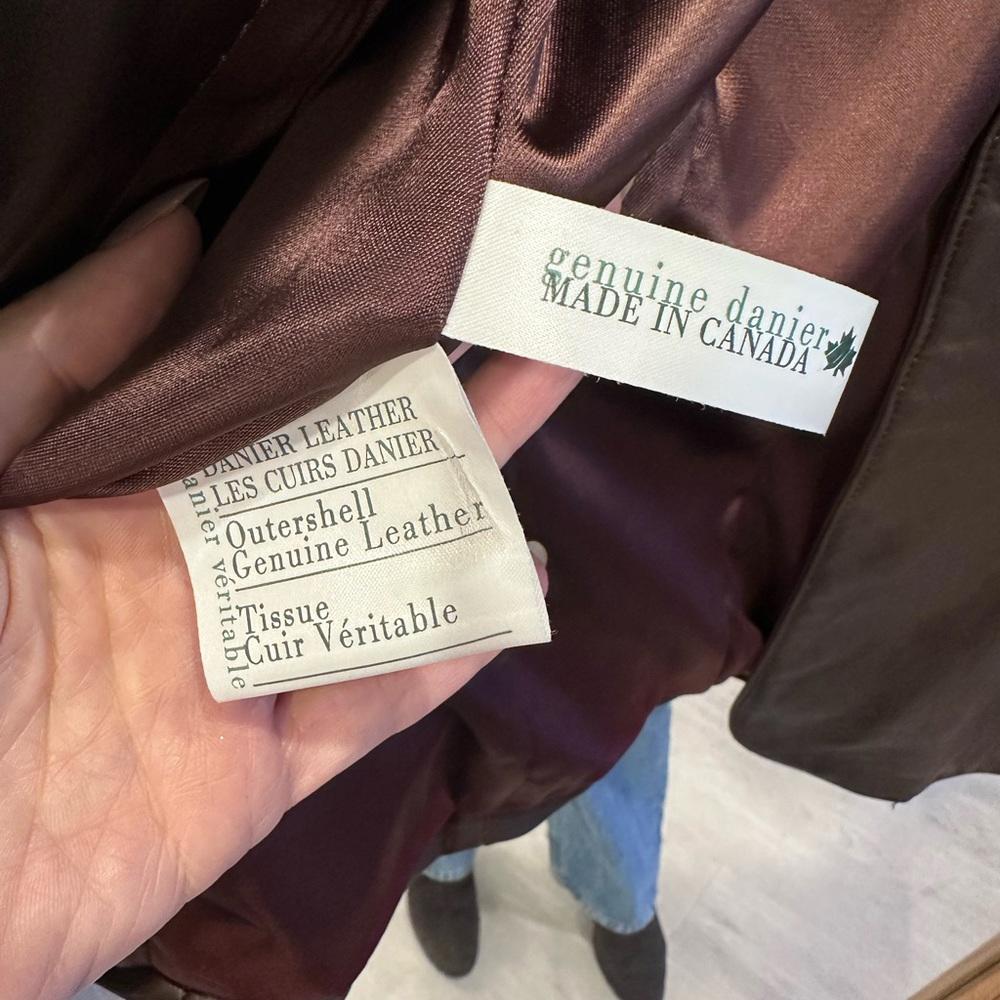 genuine danier
MADE IN CANADA
DANIER LEATHER
LES CUIRS DANIER
Outershell
Genuine Leather
Tissue
Cuir Véritable
danier véritable